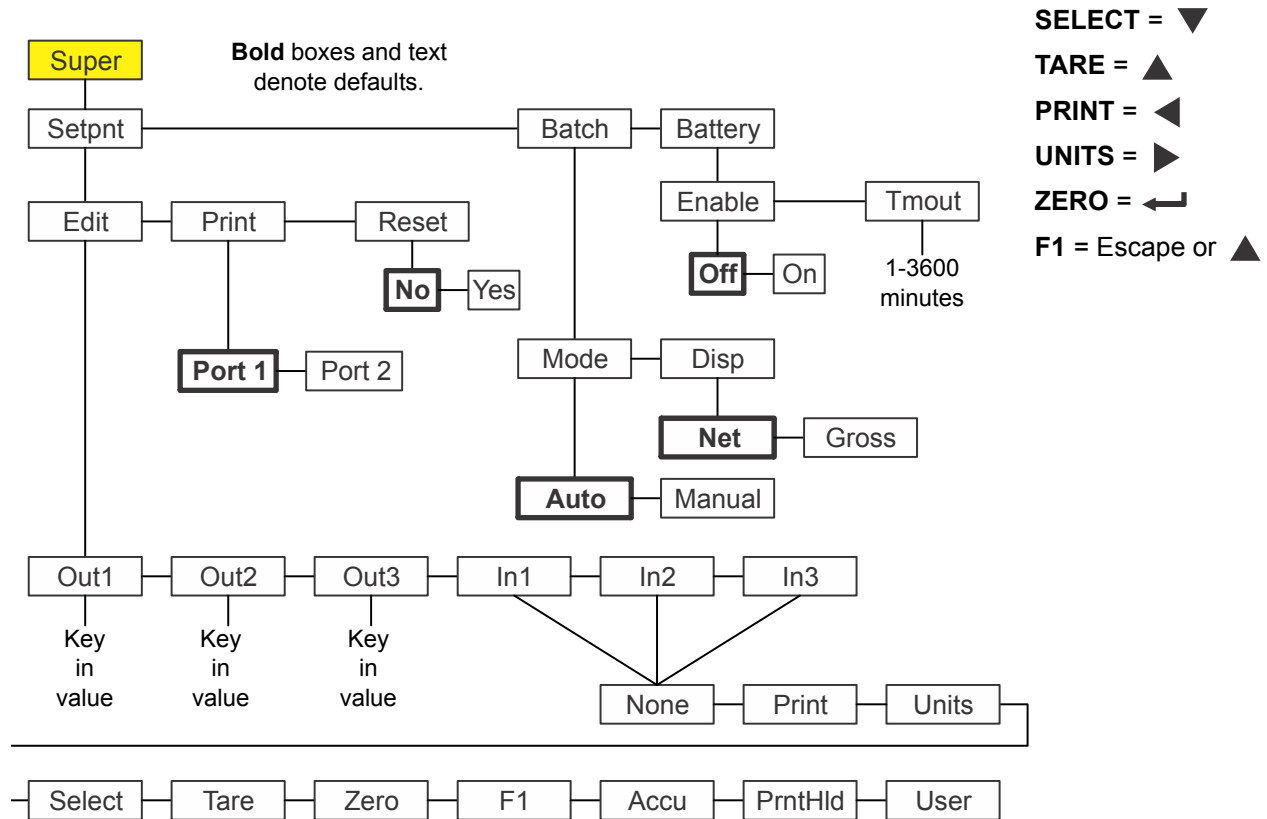 Super
Bold boxes and text
denote defaults.
SELECT =
TARE =
PRINT =
UNITS =
ZERO =
F1 = Escape or
Setpnt
Batch
Battery
Edit
Print
Reset
Enable
Tmout
No
Yes
Off
On
1-3600
minutes
Port 1
Port 2
Mode
Disp
Net
Gross
Auto
Manual
Out1
Out2
Out3
In1
In2
In3
Key
in
value
Key
in
value
Key
in
value
None
Print
Units
Select
Tare
Zero
F1
Accu
PrntHld
User